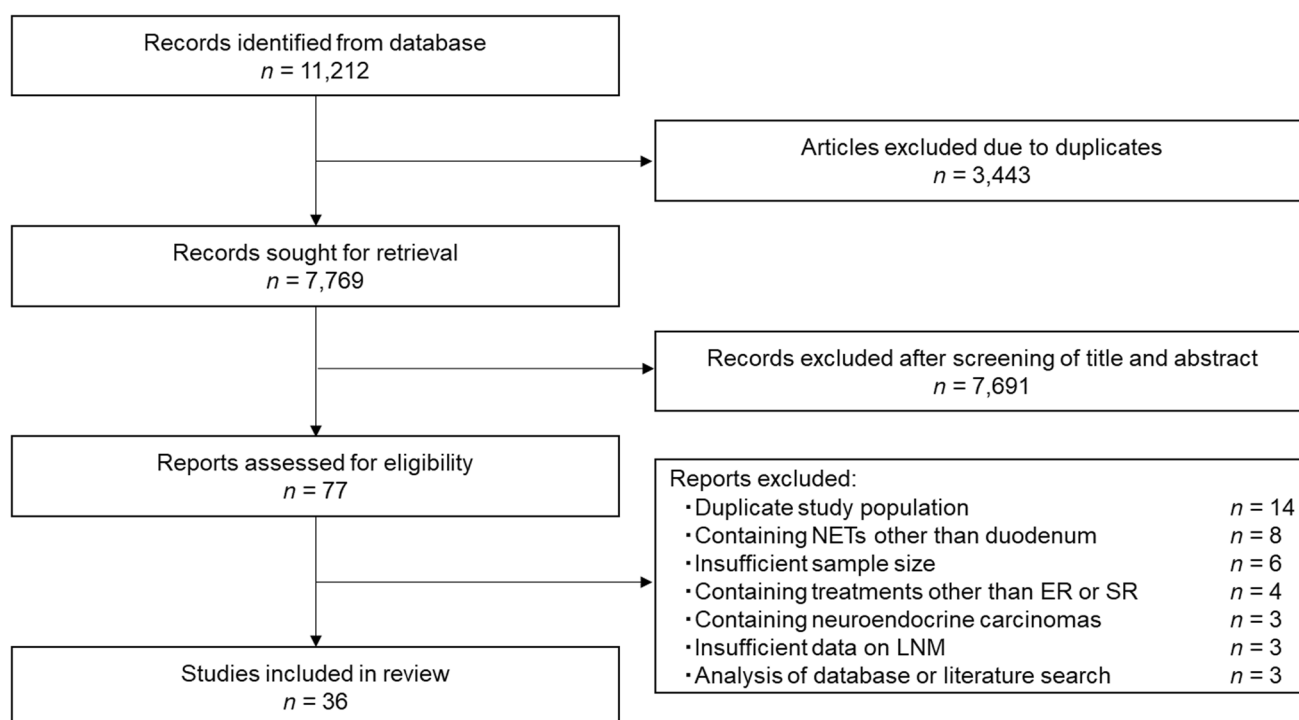 Records identified from database
n = 11,212
Articles excluded due to duplicates
n = 3,443
Records sought for retrieval
n = 7,769
Records excluded after screening of title and abstract
n = 7,691
Reports assessed for eligibility
n = 77
Reports excluded:
・Duplicate study population n = 14
・Containing NETs other than duodenum n = 8
・Insufficient sample size n = 6
・Containing treatments other than ER or SR n = 4
・Containing neuroendocrine carcinomas n = 3
・Insufficient data on LNM n = 3
・Analysis of database or literature search n = 3
Studies included in review
n = 36